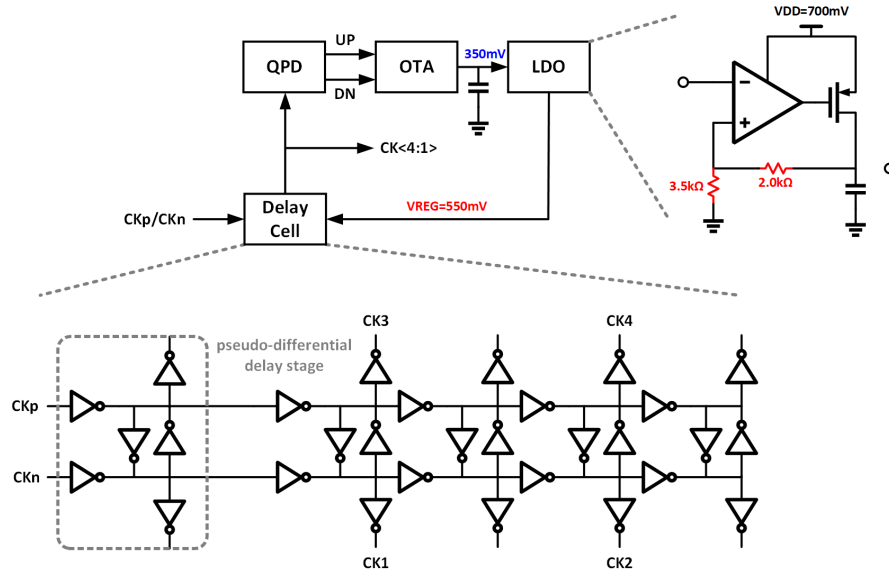 VDD=700mV
UP
QPD
OTA
350mV
LDO
DN
−
+
CK<4:1>
3.5kΩ
2.0kΩ
CKp/CKn
Delay
Cell
VREG=550mV
CK3
CK4
pseudo-differential
delay stage
CKp
CKn
CK1
CK2